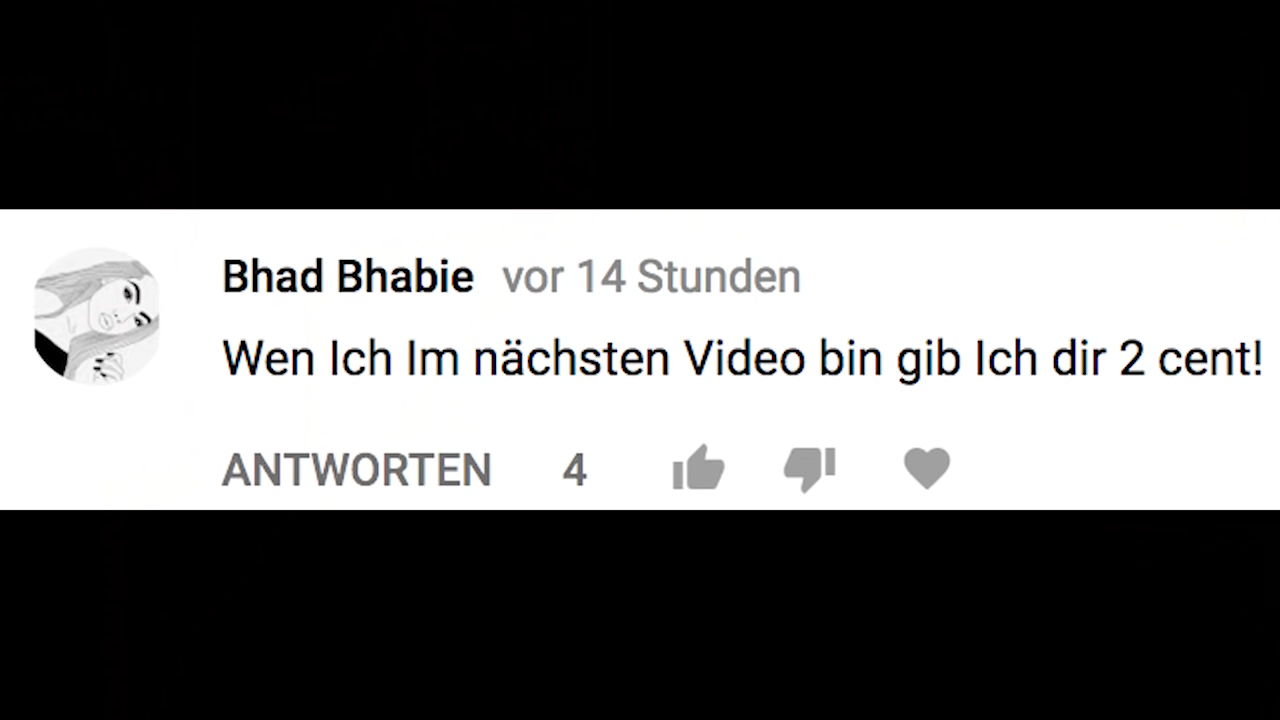 Bhad Bhabie vor 14 Stunden
Wen Ich Im nächsten Video bin gib Ich dir 2 cent!
ANTWORTEN 4